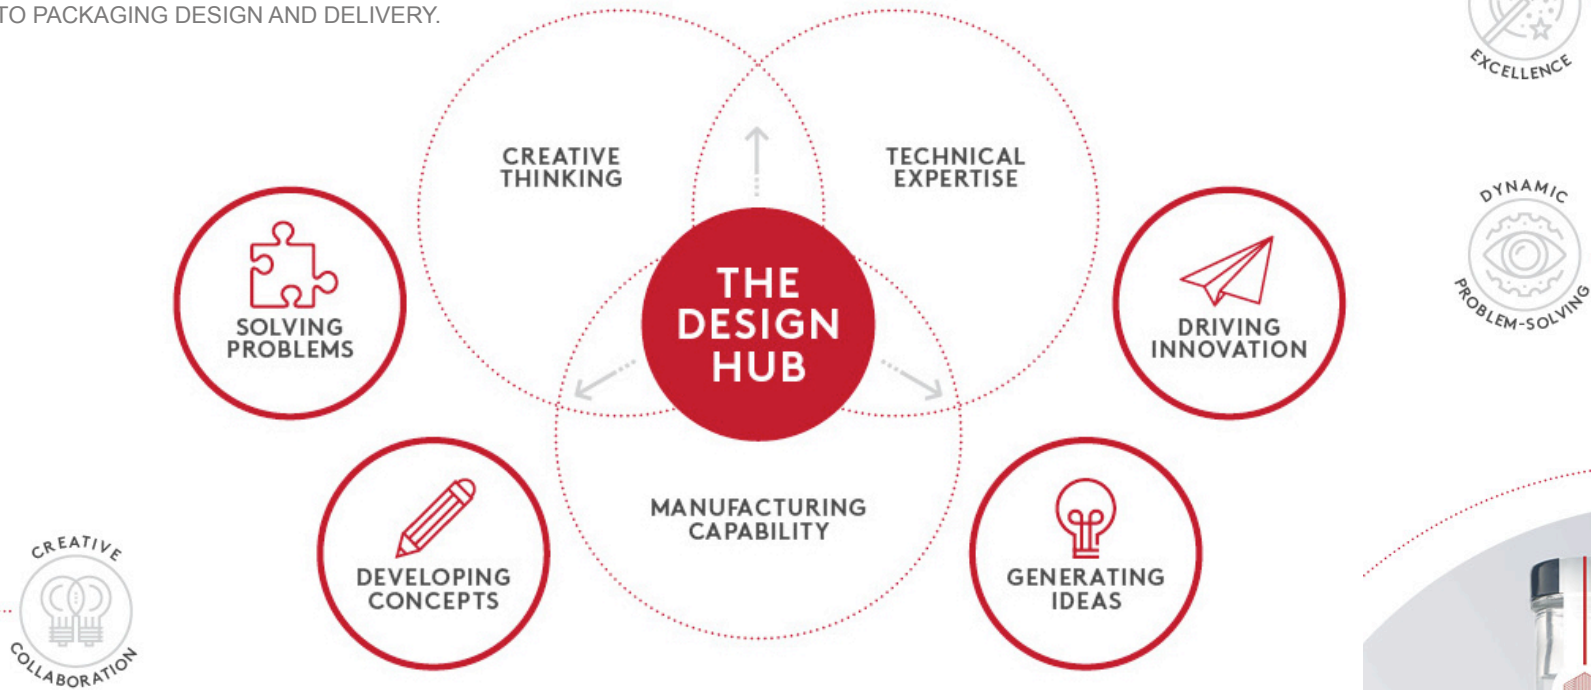 TO PACKAGING DESIGN AND DELIVERY.
EXCELLENCE
CREATIVE
THINKING
TECHNICAL
EXPERTISE
DYNAMIC
PROBLEM-SOLVING
THE
DESIGN
HUB
SOLVING
PROBLEMS
DRIVING
INNOVATION
MANUFACTURING
CAPABILITY
DEVELOPING
CONCEPTS
GENERATING
IDEAS
CREATIVE
COLLABORATION